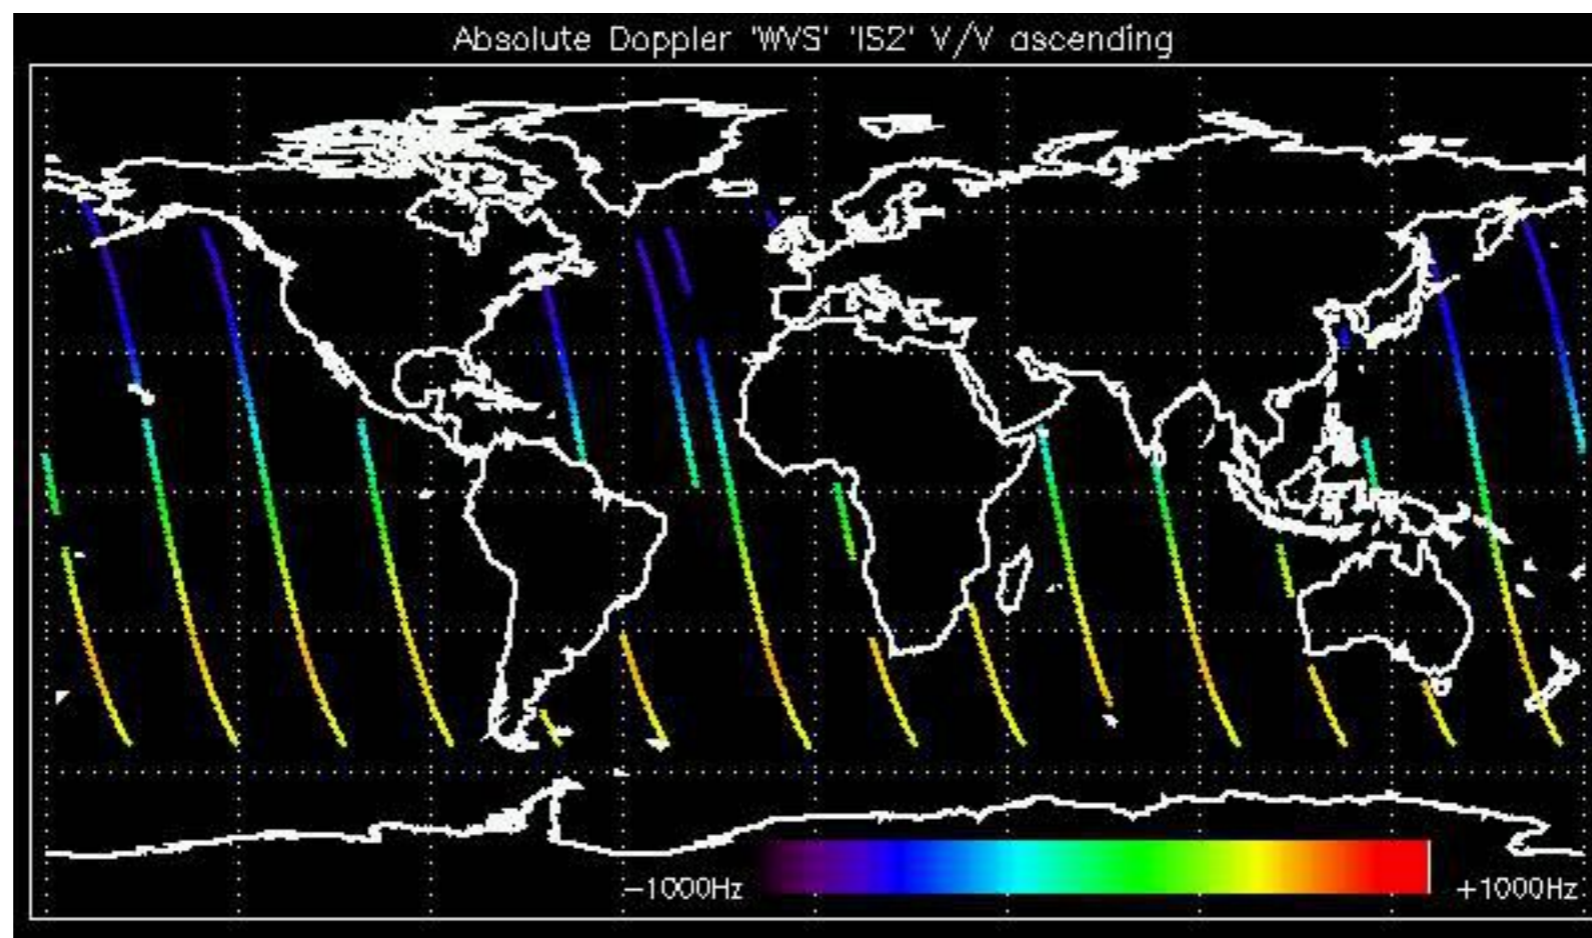 Absolute Doppler 'WVS' 'IS2' V/V ascending
-1000Hz
+1000Hz